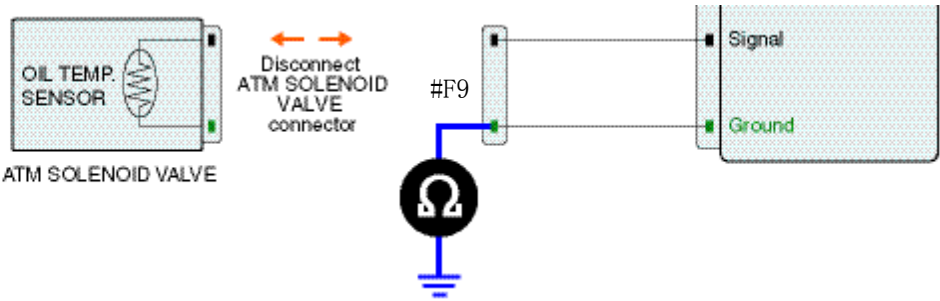 OIL TEMP.
SENSOR
ATM SOLENOID VALVE
Disconnect
ATM SOLENOID
VALVE
connector
#F9
Ω
Signal
Ground